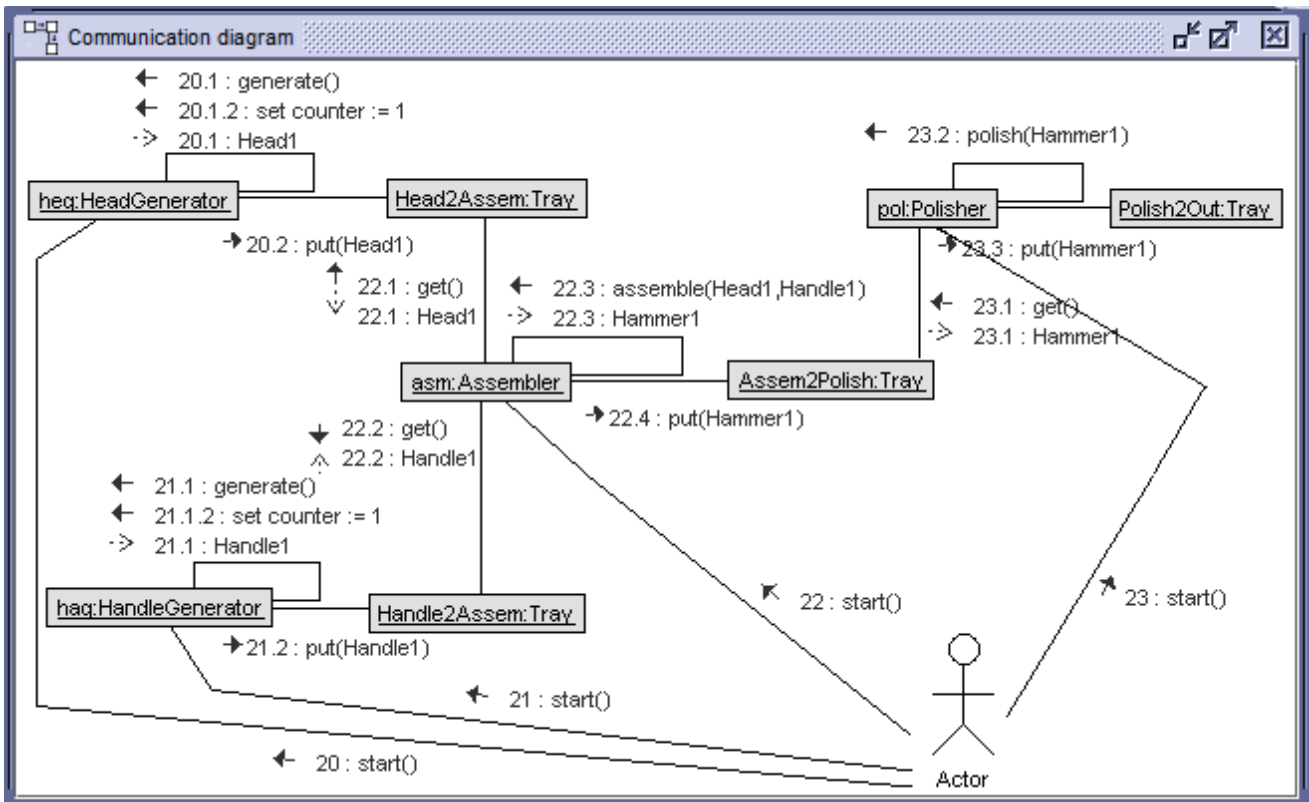 Communication diagram
20.1 : generate()
20.1.2 : set counter := 1
20.1 : Head1
23.2 : polish(Hammer1)
heg:HeadGenerator
Head2Assem:Tray
pol:Polisher
Polish2Out:Tray
20.2 : put(Head1)
23.3 : put(Hammer1)
22.1 : get()
22.1 : Head1
22.3 : assemble(Head1,Handle1)
22.3 : Hammer1
23.1 : get()
23.1 : Hammer1
asm:Assembler
Assem2Polish:Tray
22.4 : put(Hammer1)
22.2 : get()
22.2 : Handle1
21.1 : generate()
21.1.2 : set counter := 1
21.1 : Handle1
hag:HandleGenerator
Handle2Assem:Tray
21.2 : put(Handle1)
22 : start()
23 : start()
21 : start()
20 : start()
Actor